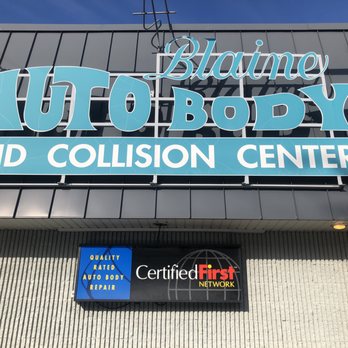 Blaine
AUTO BODY
ND COLLISION CENTER
QUALITY
RATED
AUTO BODY
REPAIR
CertifiedFirst
NETWORK